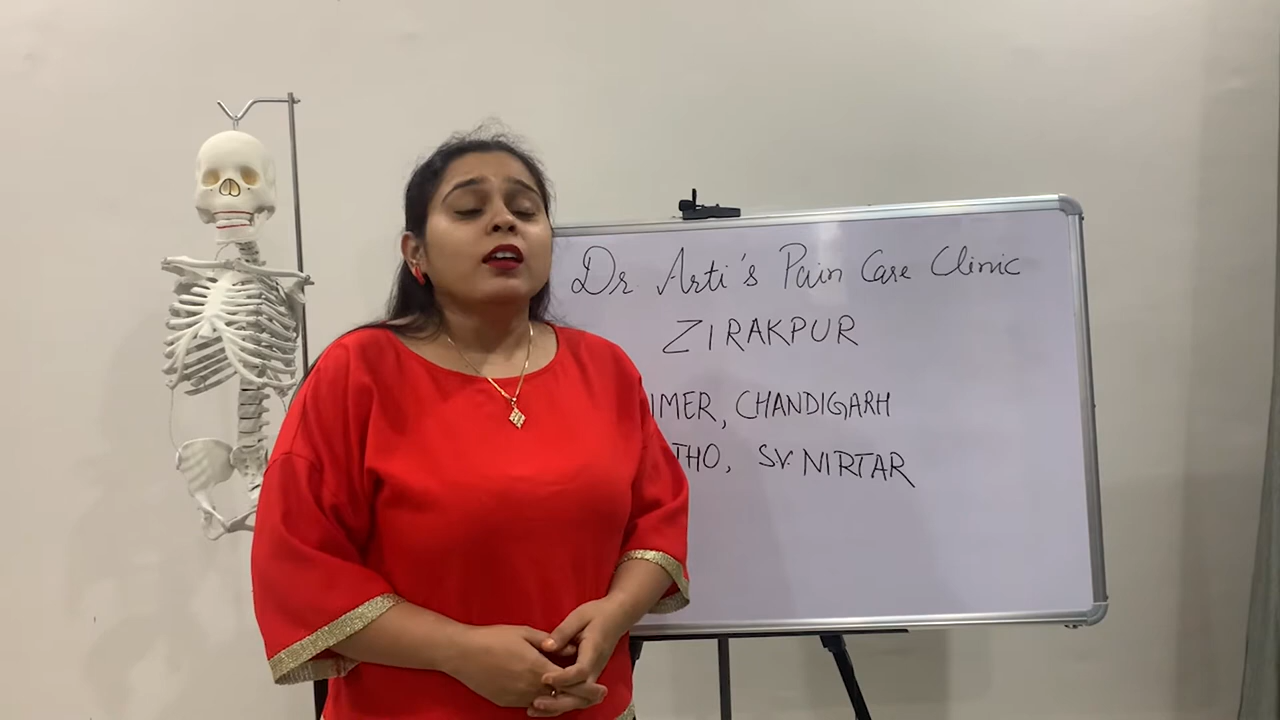 Dr. Arti's Pain Care Clinic
ZIRAKPUR
IMER, CHANDIGARH
THO, SV. NIRTAR